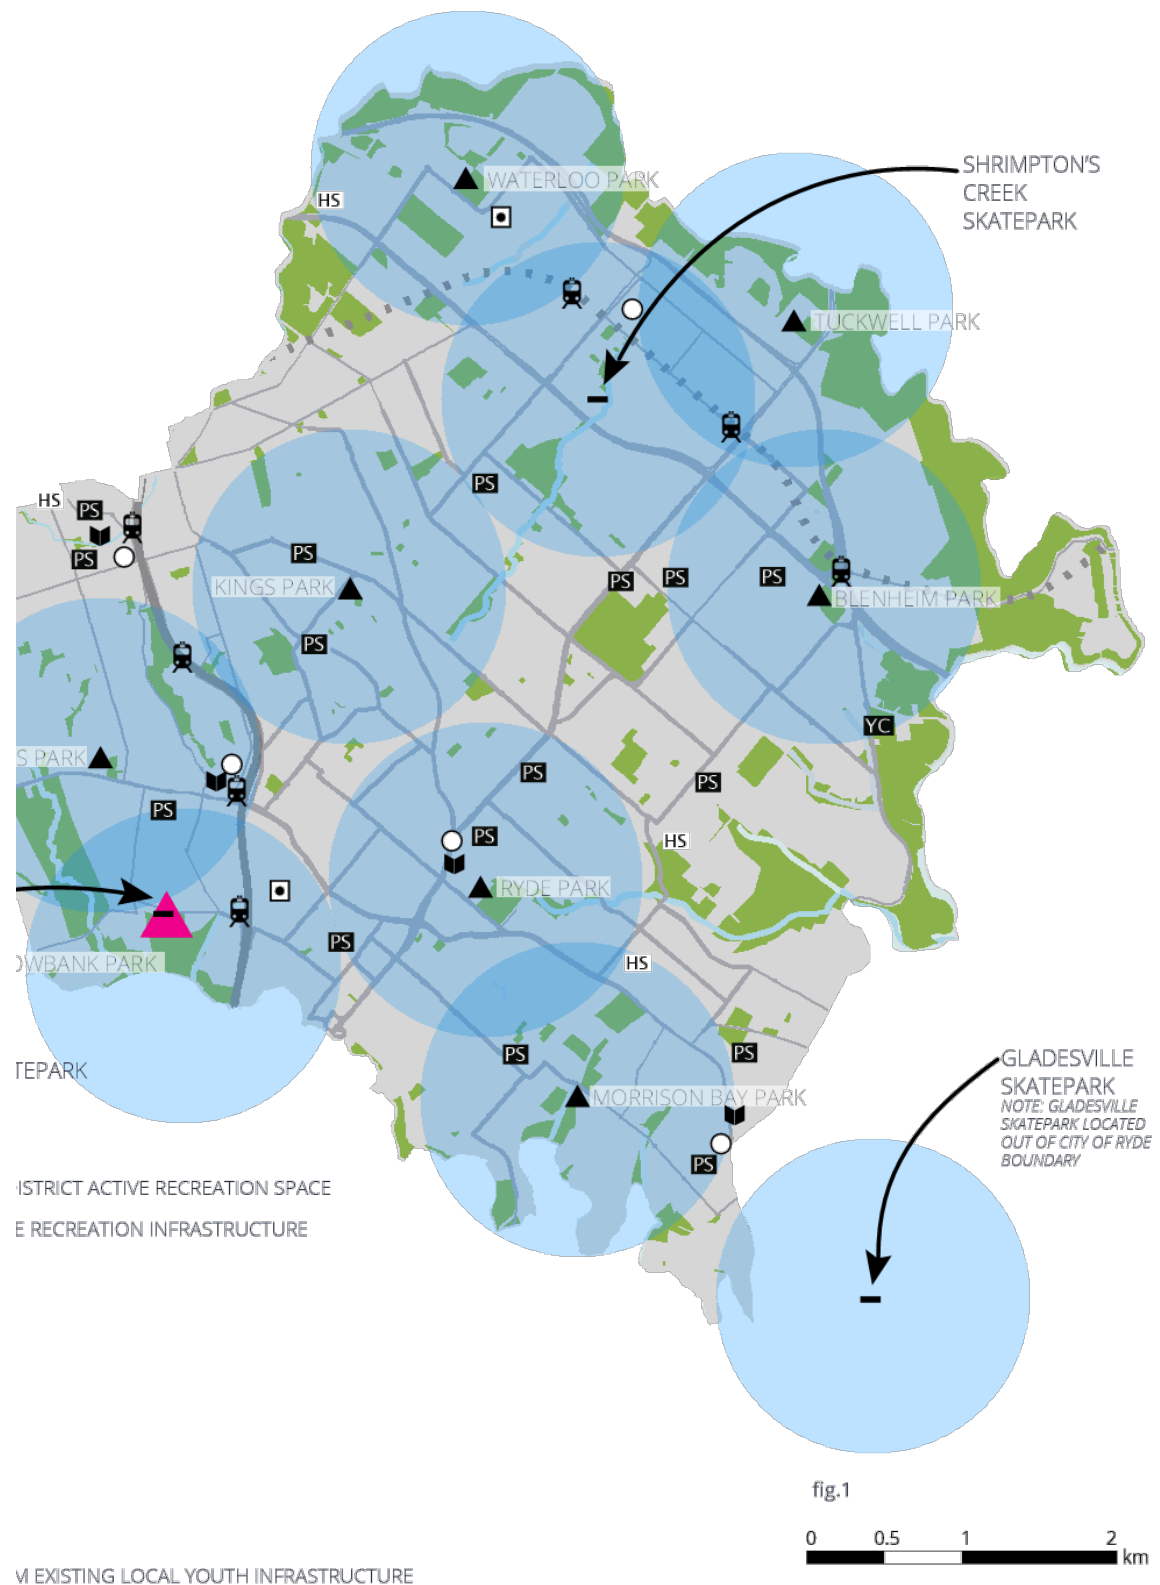 WATERLOO PARK
HS
SHRIMPTON'S
CREEK
SKATEPARK
TUCKWELL PARK
PS
HS
PS
PS
PS
KINGS PARK
PS
PS
PS
BLENHEIM PARK
PS
YC
S PARK
PS
PS
PS
PS
HS
RYDE PARK
PS
HS
OWBANK PARK
PS
PS
TEPARK
MORRISON BAY PARK
PS
GLADESVILLE
SKATEPARK
NOTE: GLADESVILLE
SKATEPARK LOCATED
OUT OF CITY OF RYDE
BOUNDARY
ISTRICT ACTIVE RECREATION SPACE
E RECREATION INFRASTRUCTURE
fig.1
0 0.5 1 2
km
M EXISTING LOCAL YOUTH INFRASTRUCTURE